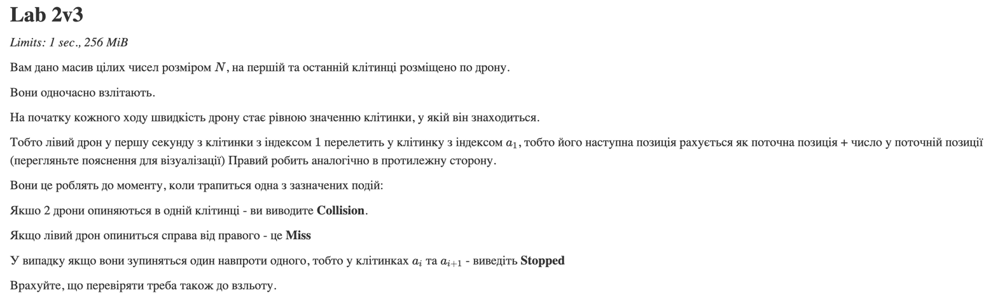 Lab 2v3
Limits: 1 sec., 256 MiB
Вам дано масив цілих чисел розміром N, на першій та останній клітинці розміщено по дрону.
Вони одночасно взлітають.
На початку кожного ходу швидкість дрону стає рівною значенню клітинки, у якій він знаходиться.
Тобто лівий дрон у першу секунду з клітинки з індексом 1 перелетить у клітинку з індексом a₁, тобто його наступна позиція рахується як поточна позиція + число у поточній позиції
(перегляньте пояснення для візуалізації) Правий робить аналогічно в протилежну сторону.
Вони це роблять до моменту, коли трапиться одна з зазначених подій:
Якшо 2 дрони опиняються в одній клітинці - ви виводите Collision.
Якщо лівий дрон опиниться справа від правого - це Miss
У випадку якщо вони зупиняться один навпроти одного, тобто у клітинках aᵢ та aᵢ₊₁ - виведіть Stopped
Врахуйте, що перевіряти треба також до взльоту.